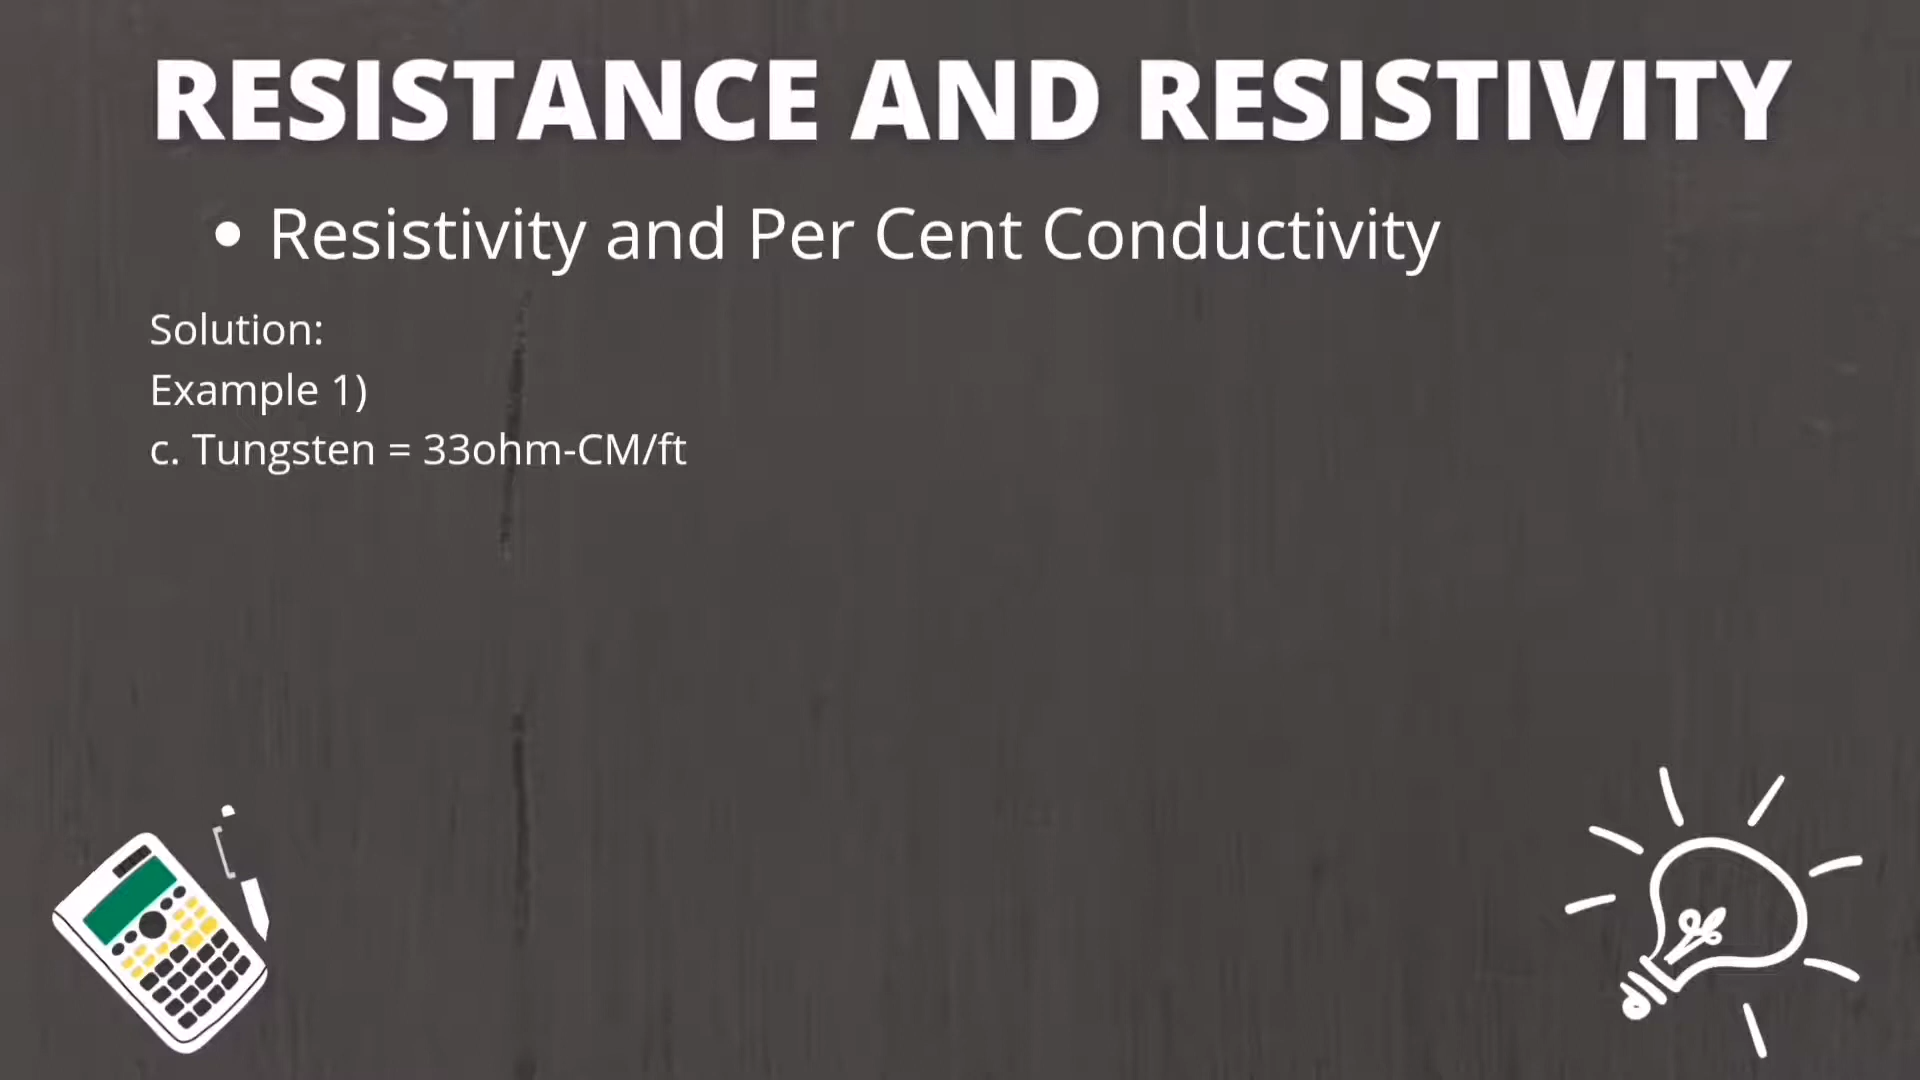 RESISTANCE AND RESISTIVITY
• Resistivity and Per Cent Conductivity
Solution:
Example 1)
c. Tungsten = 33ohm-CM/ft